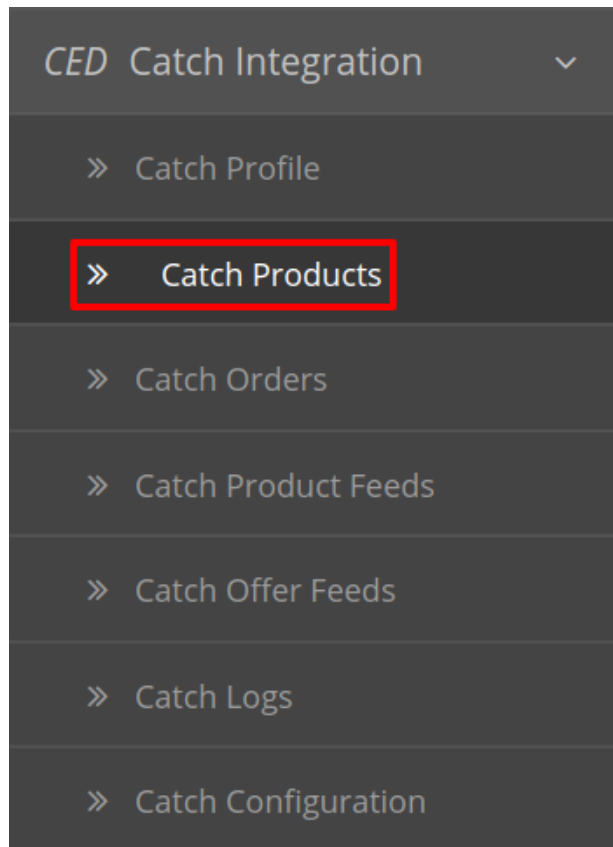 CED Catch Integration
Catch Profile
Catch Products
Catch Orders
Catch Product Feeds
Catch Offer Feeds
Catch Logs
Catch Configuration